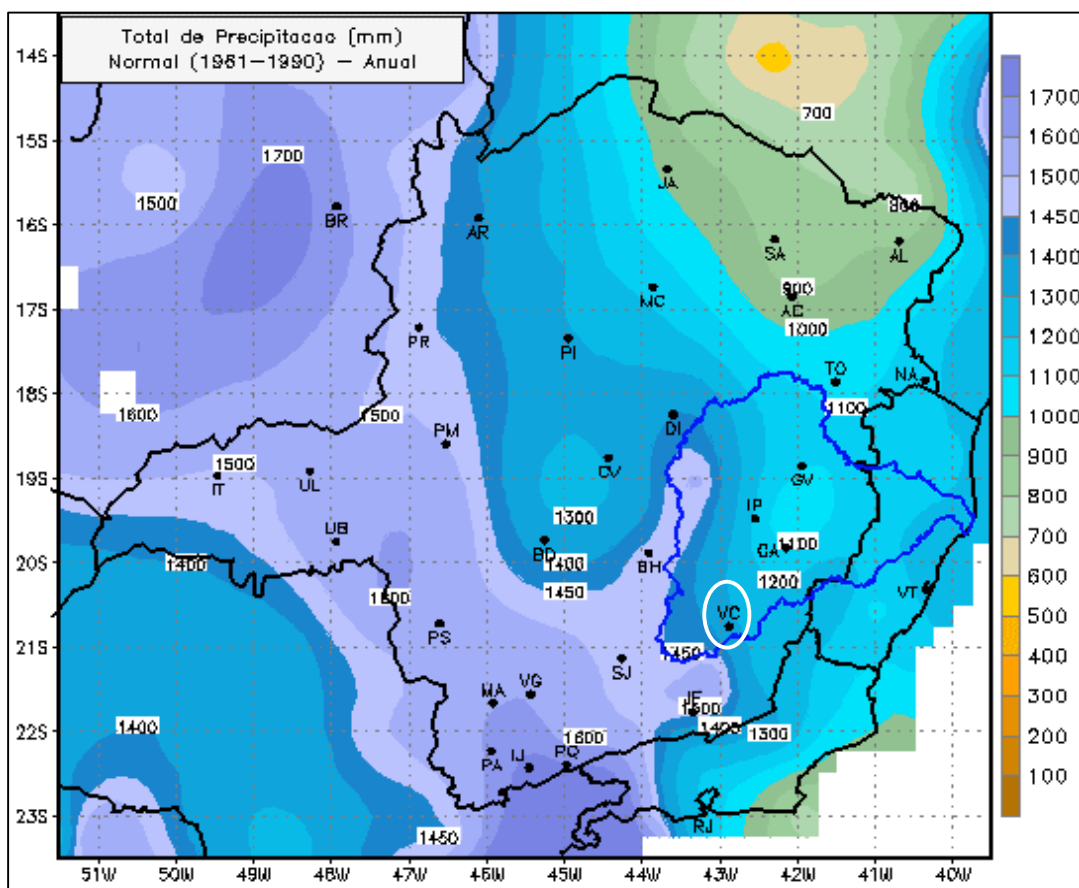 Total de Precipitacao (mm)
Normal (1961–1990) – Anual
14S
15S
16S
17S
18S
19S
20S
21S
22S
23S
700
1700
1500
JA
800
BR
AR
SA
AL
900
MC
AC
1000
PR
PI
TO
NA
1600
1500
1100
DI
PM
1500
IT
UL
CV
GV
IP
1300
UB
BD
1400
BH
CA
1100
1400
1450
1200
VT
1600
VC
PS
1450
SJ
MA
VG
JF
1500
1400
1400
1300
1600
PA
IJ
PQ
RJ
1450
51W
50W
49W
48W
47W
46W
45W
44W
43W
42W
41W
40W
1700
1600
1500
1450
1400
1300
1200
1100
1000
900
800
700
600
500
400
300
200
100